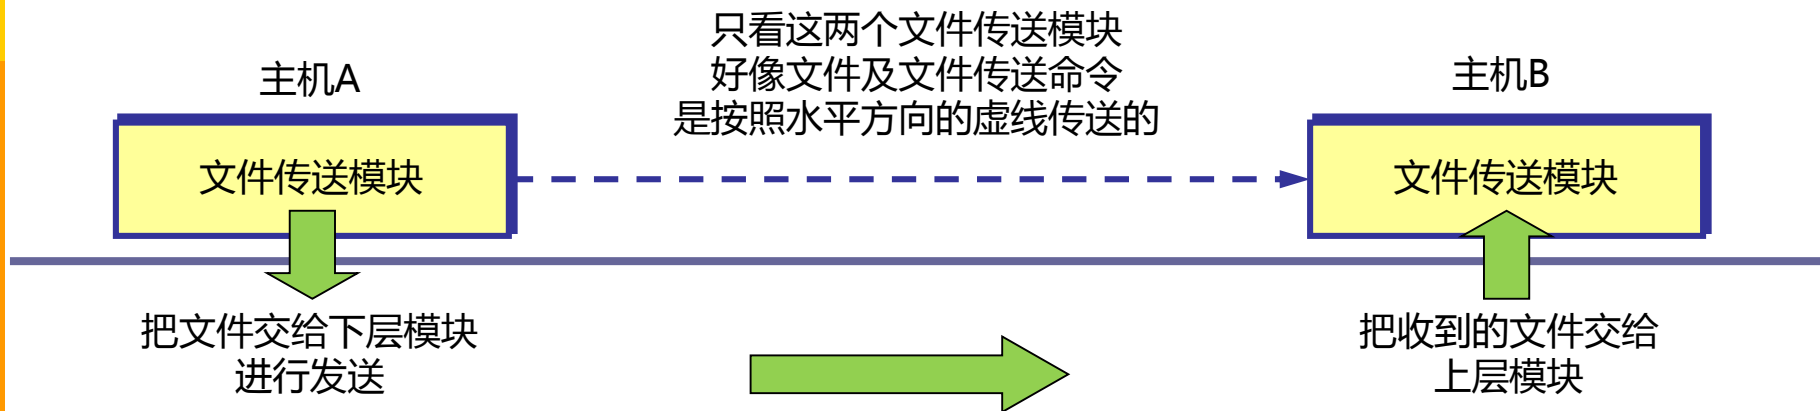 只看这两个文件传送模块
好像文件及文件传送命令
是按照水平方向的虚线传送的
主机A
主机B
文件传送模块
文件传送模块
把文件交给下层模块
进行发送
把收到的文件交给
上层模块